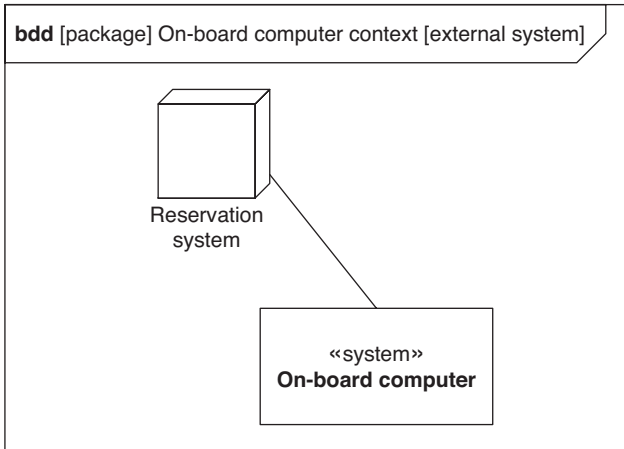 bdd [package] On-board computer context [external system]
Reservation
system
«system»
On-board computer